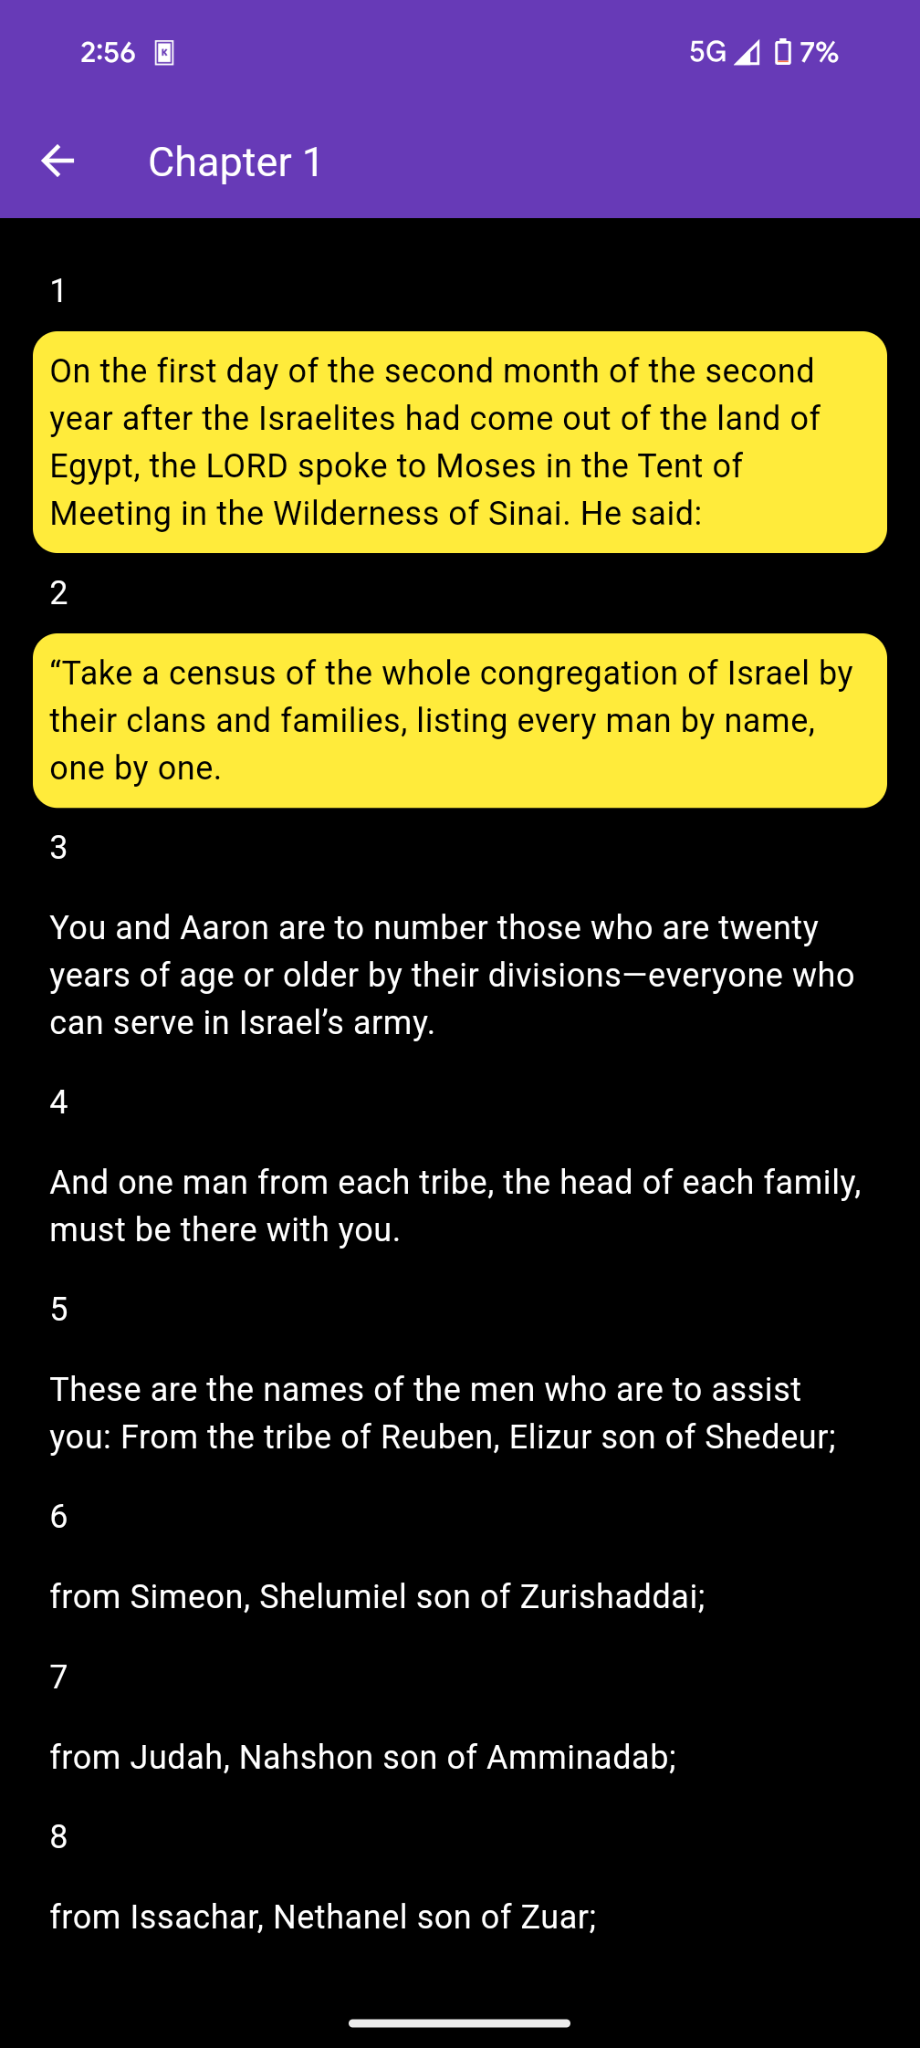 2:56
5G 7%
Chapter 1
1
On the first day of the second month of the second
year after the Israelites had come out of the land of
Egypt, the LORD spoke to Moses in the Tent of
Meeting in the Wilderness of Sinai. He said:
2
“Take a census of the whole congregation of Israel by
their clans and families, listing every man by name,
one by one.
3
You and Aaron are to number those who are twenty
years of age or older by their divisions—everyone who
can serve in Israel’s army.
4
And one man from each tribe, the head of each family,
must be there with you.
5
These are the names of the men who are to assist
you: From the tribe of Reuben, Elizur son of Shedeur;
6
from Simeon, Shelumiel son of Zurishaddai;
7
from Judah, Nahshon son of Amminadab;
8
from Issachar, Nethanel son of Zuar;